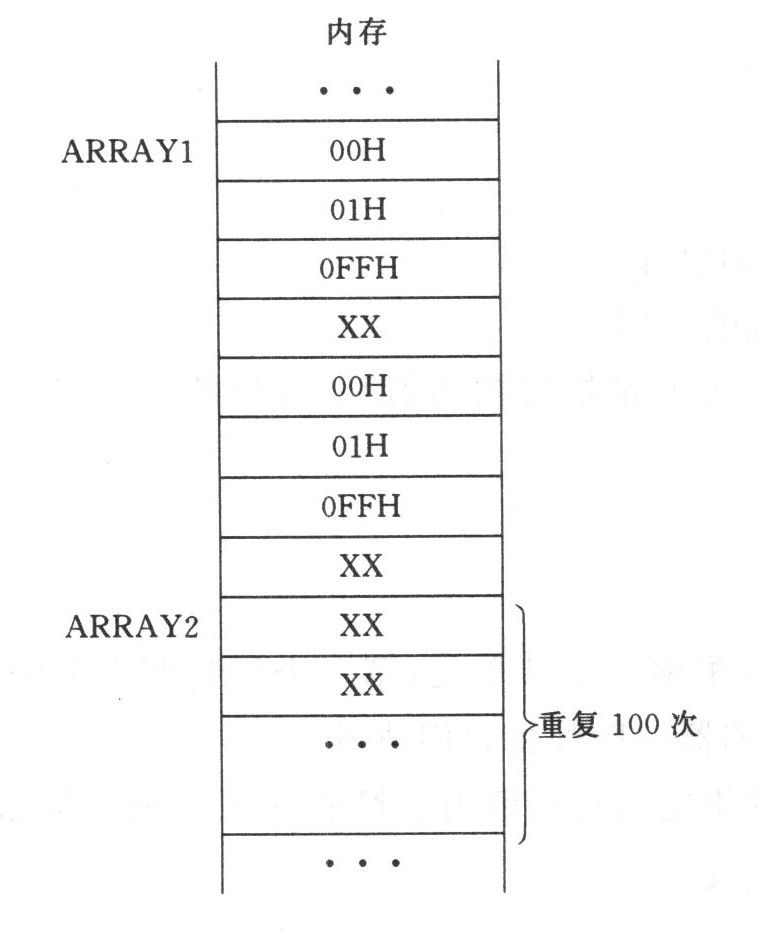 内存
• • •
ARRAY1 00H
01H
0FFH
XX
00H
01H
0FFH
XX
ARRAY2 XX
XX
• • • 重复 100 次
• • •